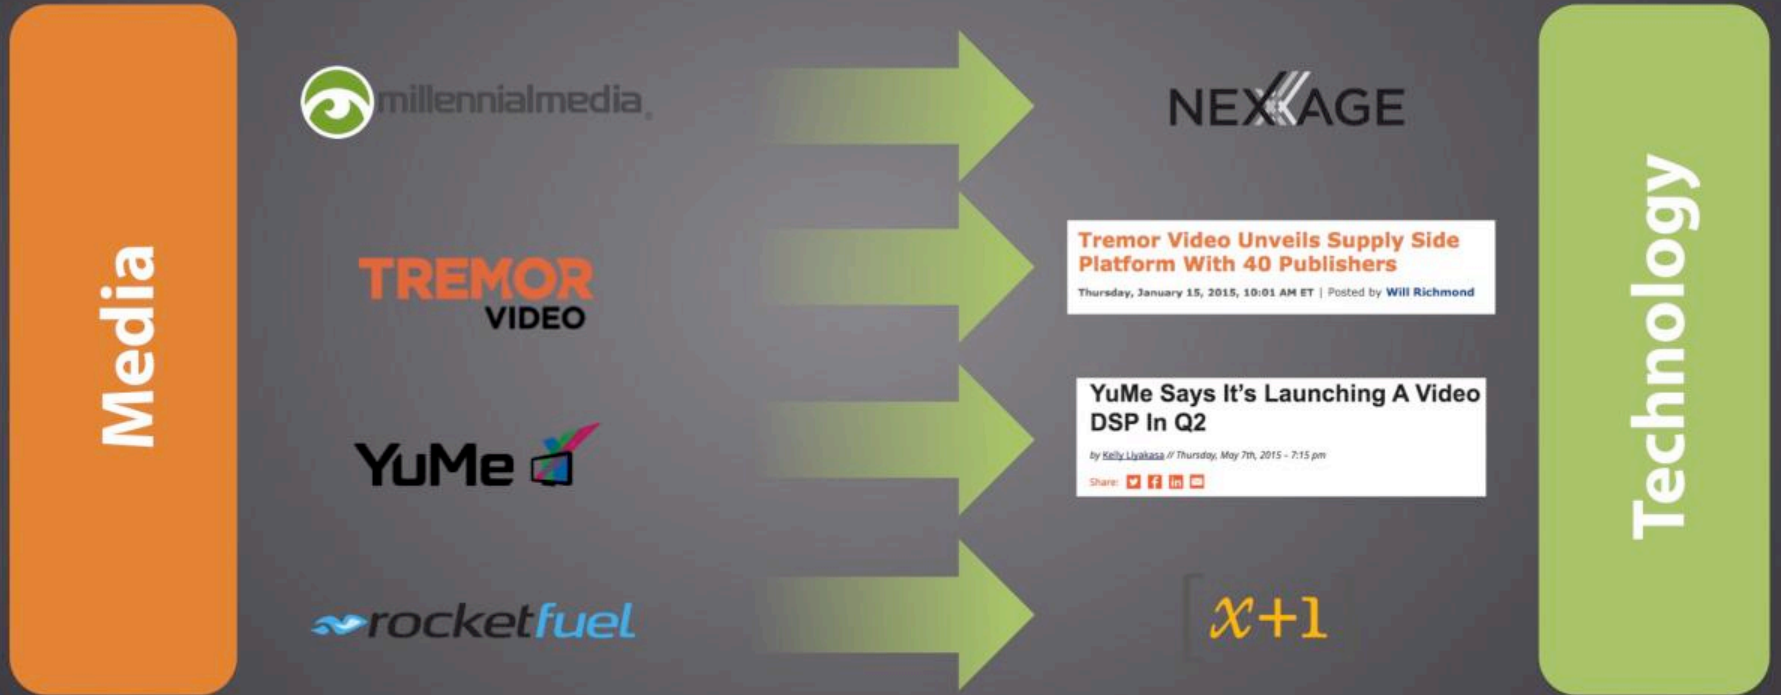 Media
millennialmedia.
NEXAGE
TREMOR
VIDEO
Tremor Video Unveils Supply Side
Platform With 40 Publishers
Thursday, January 15, 2015, 10:01 AM ET | Posted by Will Richmond
YuMe
YuMe Says It's Launching A Video
DSP In Q2
by Kelly Liyakasa // Thursday, May 7th, 2015 – 7:15 pm
Share:
rocketfuel
[x+1]
Technology